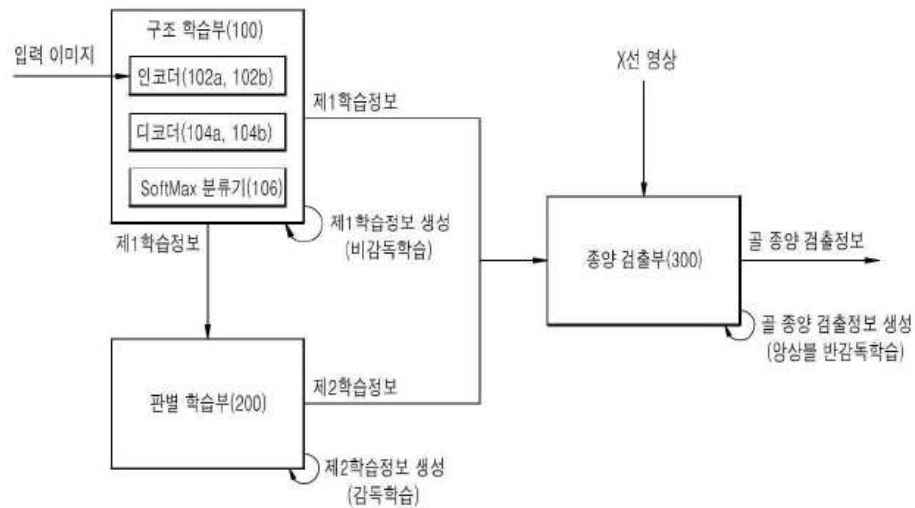 구조 학습부(100)
입력 이미지
인코더(102a, 102b)
디코더(104a, 104b)
SoftMax 분류기(106)
제1학습정보
제1학습정보 생성
(비감독학습)
제1학습정보
판별 학습부(200)
제2학습정보
제2학습정보 생성
(감독학습)
X선 영상
종양 검출부(300)
골 종양 검출정보
골 종양 검출정보 생성
(앙상블 반감독학습)